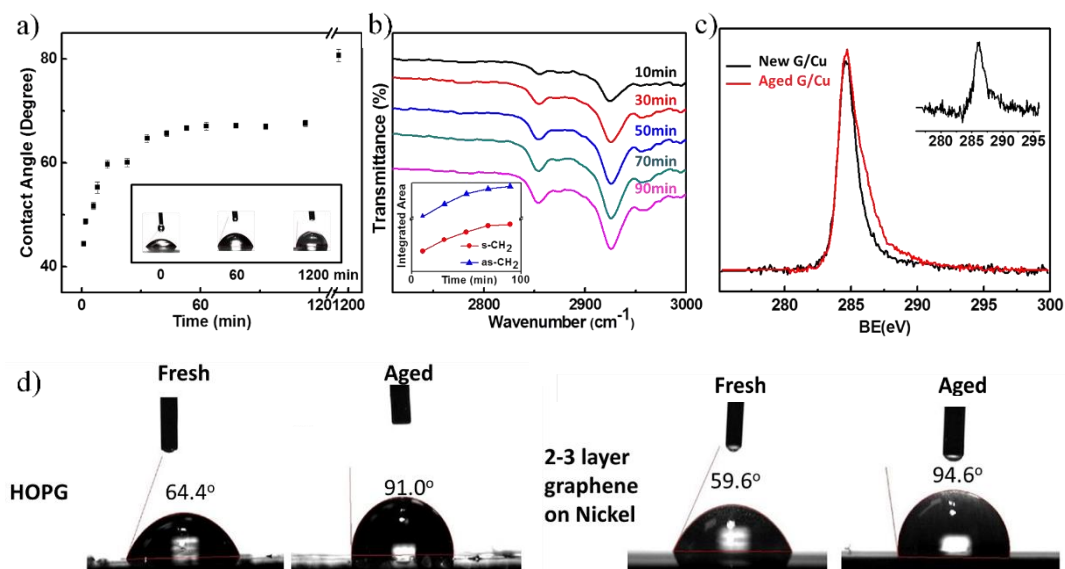 a)
Contact Angle (Degree)
80
60
40
0
60
120
1200
Time (min)
0
60
1200 min
b)
Transmittance (%)
10min
30min
50min
70min
90min
Integrated Area
s-CH2
as-CH2
0
100
Time (min)
2800
2900
3000
Wavenumber (cm-1)
c)
New G/Cu
Aged G/Cu
280
286
290
295
280
285
290
295
300
BE(eV)
d)
Fresh
Aged
Fresh
Aged
HOPG
64.4o
91.0o
2-3 layer
graphene
on Nickel
59.6o
94.6o